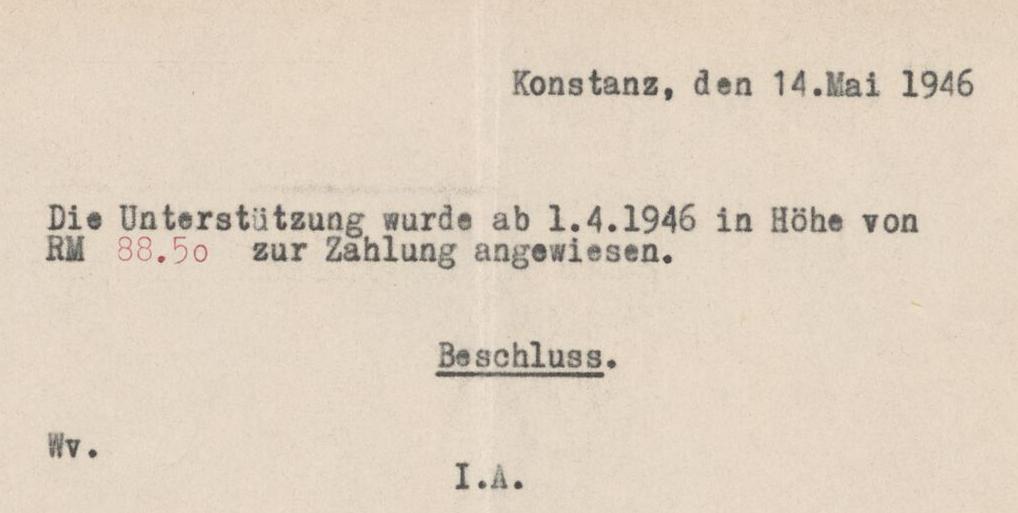 Konstanz, den 14.Mai 1946
Die Unterstützung wurde ab 1.4.1946 in Höhe von
RM 88.50 zur Zahlung angewiesen.
Beschluss.
Wv.
I.A.